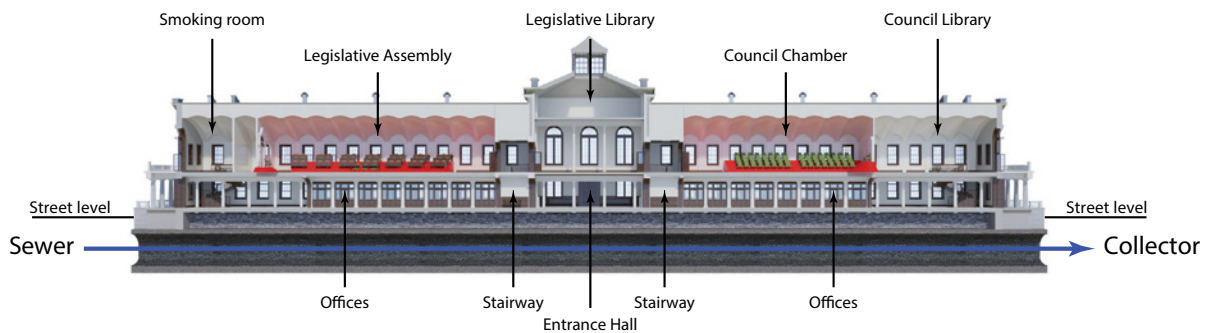 Smoking room
Legislative Library
Council Library
Legislative Assembly
Council Chamber
Street level
Street level
Sewer
Collector
Offices
Stairway
Stairway
Offices
Entrance Hall